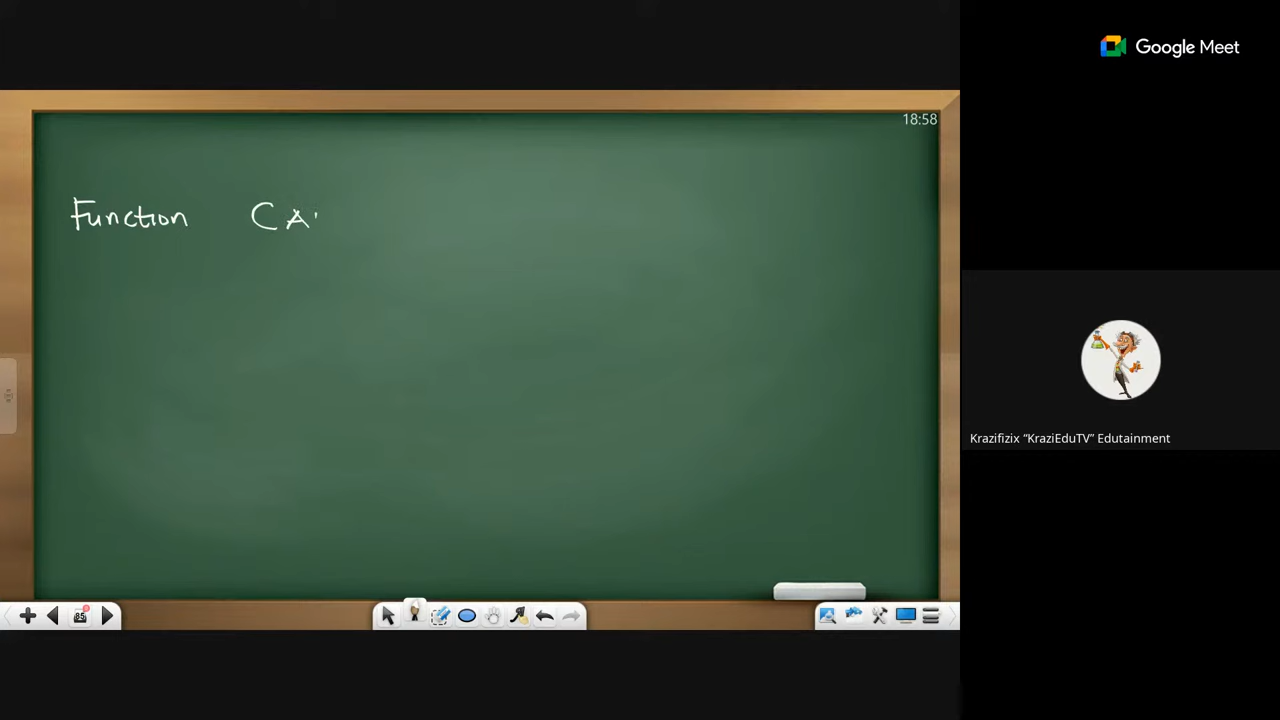 Google Meet
18:58
Function CA
85
Krazifizix “KraziEduTV” Edutainment